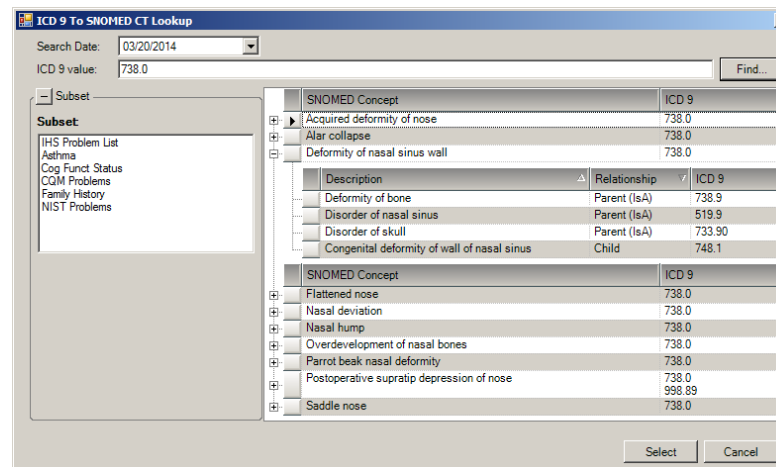 ICD 9 To SNOMED CT Lookup
Search Date: 03/20/2014
ICD 9 value: 738.0 Find...
Subset
Subset:
IHS Problem List
Asthma
Cog Funct Status
CQM Problems
Family History
NIST Problems
SNOMED Concept ICD 9
Acquired deformity of nose 738.0
Alar collapse 738.0
Deformity of nasal sinus wall 738.0
Description Relationship ICD 9
Deformity of bone Parent (IsA) 738.9
Disorder of nasal sinus Parent (IsA) 519.9
Disorder of skull Parent (IsA) 733.90
Congenital deformity of wall of nasal sinus Child 748.1
SNOMED Concept ICD 9
Flattened nose 738.0
Nasal deviation 738.0
Nasal hump 738.0
Overdevelopment of nasal bones 738.0
Parrot beak nasal deformity 738.0
Postoperative supratip depression of nose 738.0
998.89
Saddle nose 738.0
Select Cancel